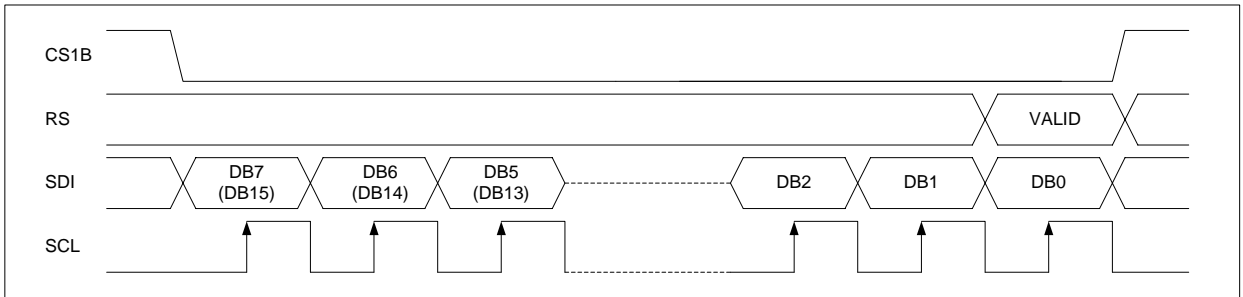 CS1B
RS
VALID
SDI
DB7
(DB15)
DB6
(DB14)
DB5
(DB13)
DB2
DB1
DB0
SCL